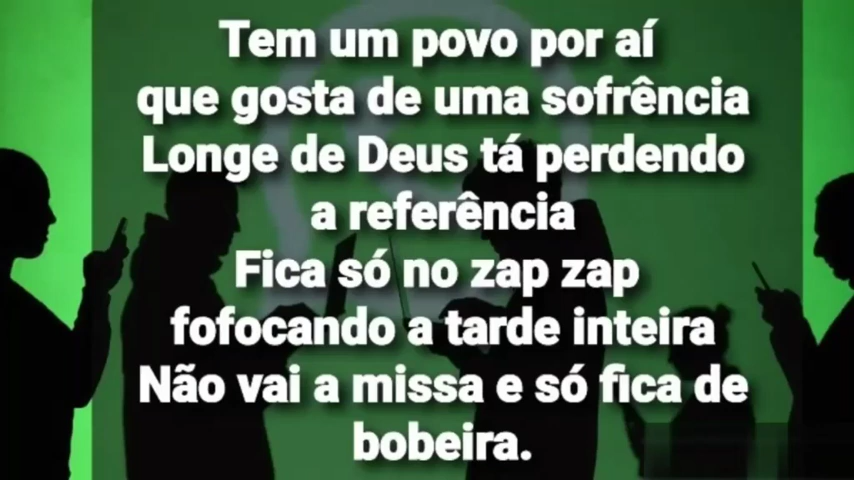 Tem um povo por aí
que gosta de uma sofrência
Longe de Deus tá perdendo
a referência
Fica só no zap zap
fofocando a tarde inteira
Não vai a missa e só fica de
bobeira.